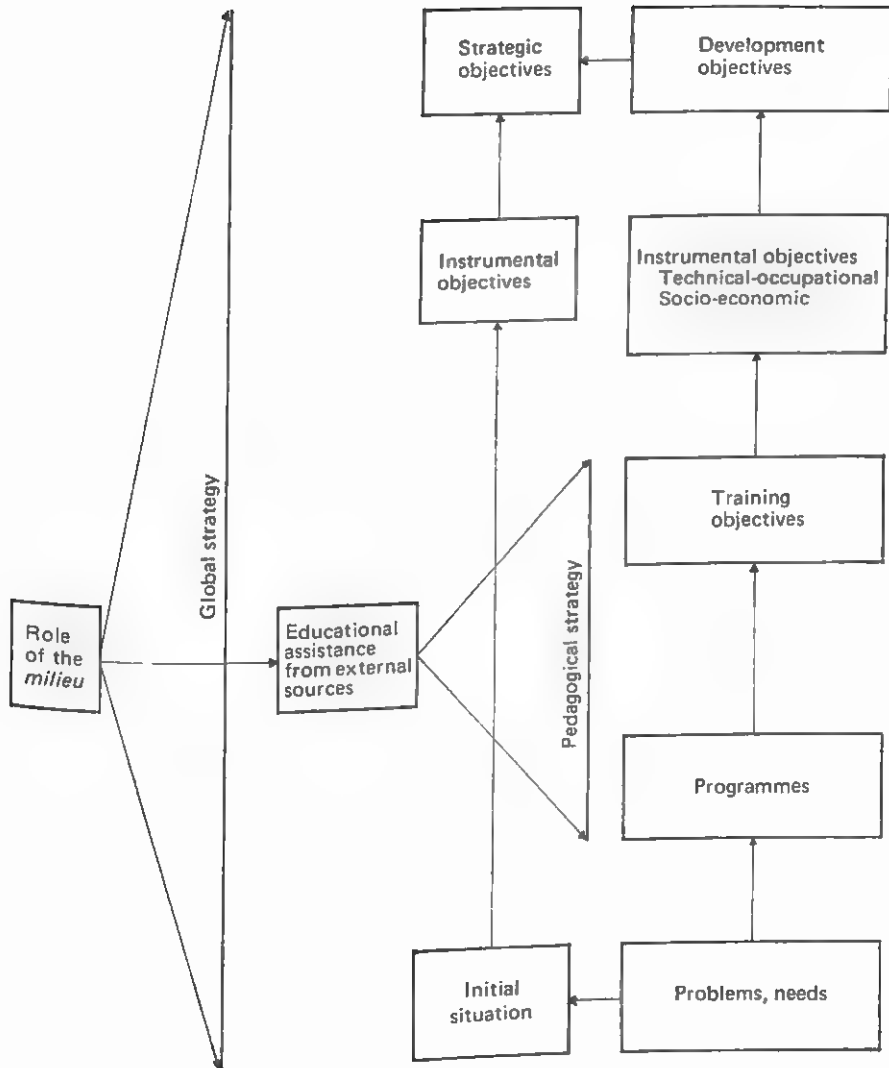 Strategic
objectives
Development
objectives
Instrumental
objectives
Instrumental objectives
Technical-occupational
Socio-economic
Global strategy
Training
objectives
Role
of the
milieu
Educational
assistance
from external
sources
Pedagogical strategy
Programmes
Initial
situation
Problems, needs